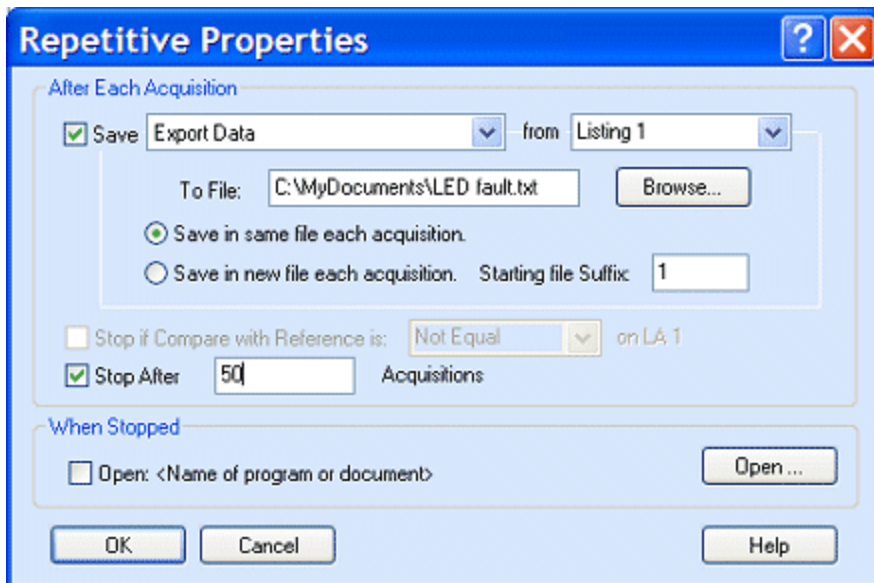 Repetitive Properties
After Each Acquisition
Save Export Data from Listing 1
To File: C:\MyDocuments\LED fault.txt Browse...
Save in same file each acquisition.
Save in new file each acquisition. Starting file Suffix: 1
Stop if Compare with Reference is: Not Equal on LA 1
Stop After 50 Acquisitions
When Stopped
Open: <Name of program or document> Open ...
OK Cancel Help